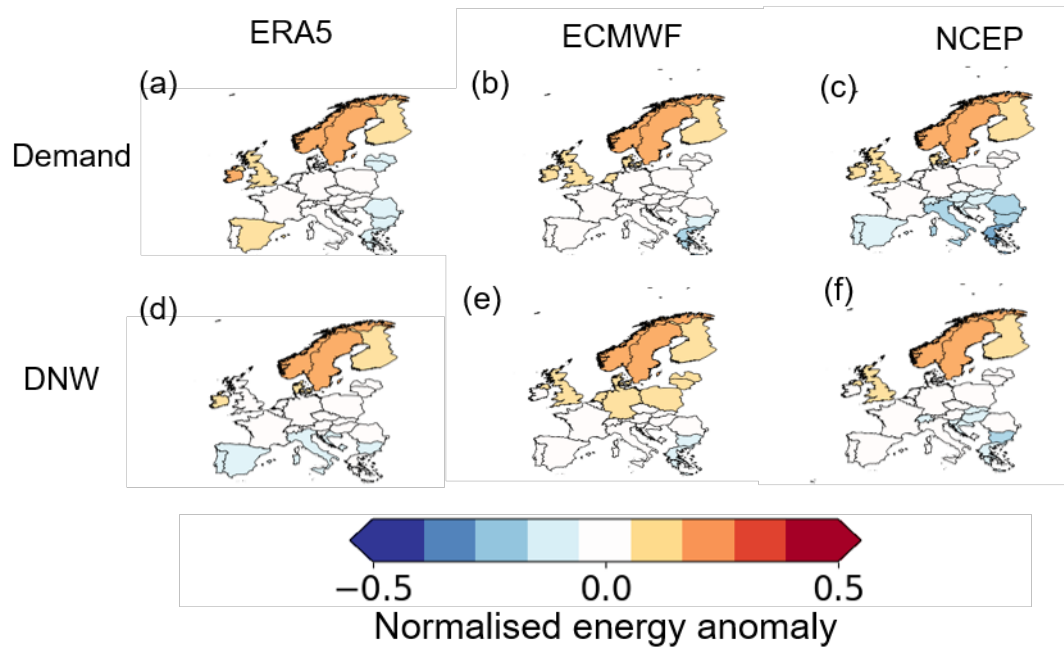 ERA5 ECMWF NCEP
(a) (b) (c)
Demand
(d) (e) (f)
DNW
−0.5 0.0 0.5
Normalised energy anomaly